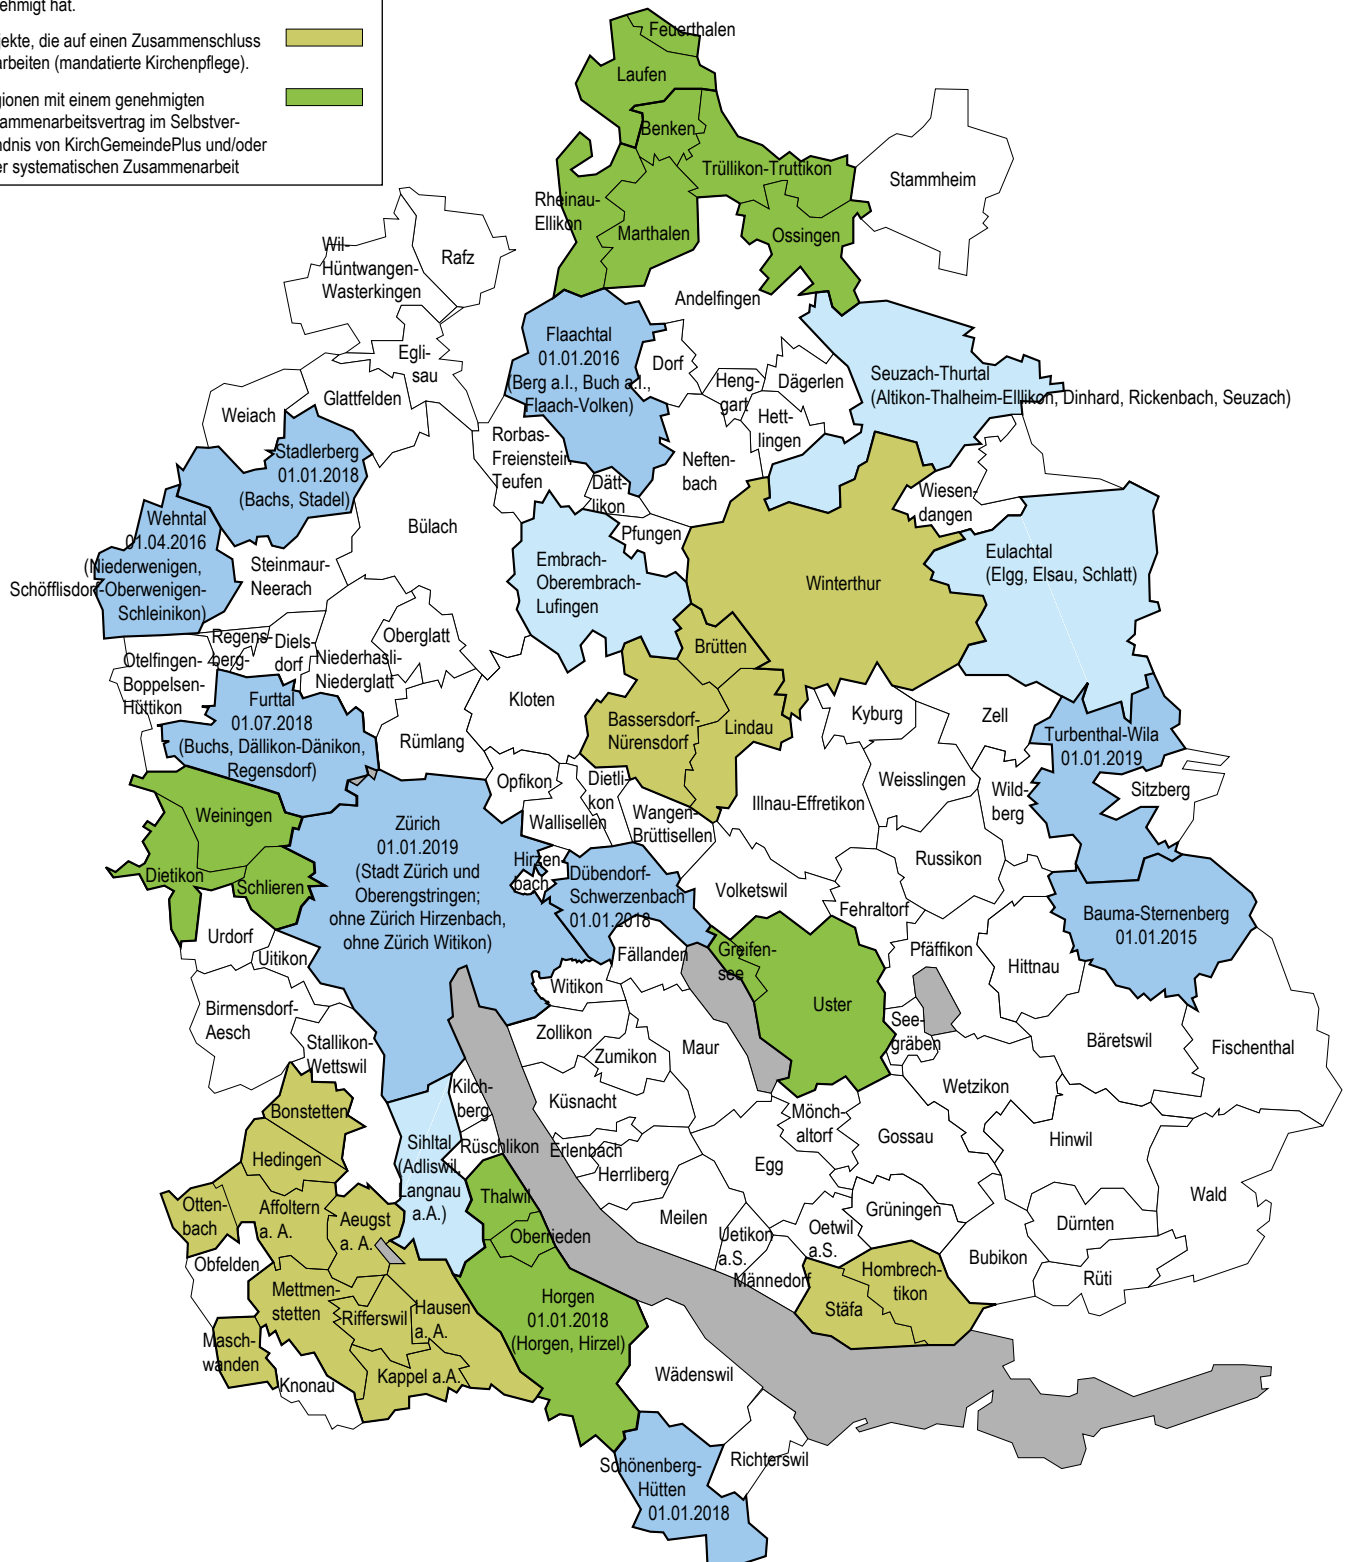 ehmigt hat.
jekte, die auf einen Zusammenschluss
arbeiten (mandatierte Kirchenpflege).
gionen mit einem genehmigten
ammenarbeitsvertrag im Selbstver-
ndnis von KirchGemeindePlus und/oder
er systematischen Zusammenarbeit
Feuerthalen
Laufen
Benken
Trüllikon-Truttikon
Stammheim
Rheinau-
Ellikon
Marthalen
Ossingen
Wil-
Hüntwangen-
Wasterkingen
Rafz
Andelfingen
Flaachtal
01.01.2016
(Berg a.I., Buch a.I.,
Flaach-Volken)
Dorf
Heng-
gart
Dägerlen
Seuzach-Thurtal
(Altikon-Thalheim-Elllikon, Dinhard, Rickenbach, Seuzach)
Egli-
sau
Glattfelden
Weiach
Hett-
lingen
Rorbas-
Freienstein
Teufen
Neften-
bach
Stadlerberg
01.01.2018
(Bachs, Stadel)
Dätt-
likon
Wiesen-
dangen
Wehntal
01.04.2016
(Niederwenigen,
Schöfflisdorf-Oberwenigen-
Schleinikon)
Bülach
Pfungen
Steinmaur-
Neerach
Embrach-
Oberembrach-
Lufingen
Winterthur
Eulachtal
(Elgg, Elsau, Schlatt)
Regens-
berg-
Diels-
dorf
Oberglatt
Niederhasli-
Niederglatt
Brütten
Otelfingen-
Boppelsen-
Hüttikon
Furttal
01.07.2018
(Buchs, Dällikon-Dänikon,
Regensdorf)
Kloten
Rümlang
Bassersdorf-
Nürensdorf
Lindau
Kyburg
Zell
Turbenthal-Wila
01.01.2019
Opfikon
Dietli-
kon
Weisslingen
Wild-
berg
Sitzberg
Illnau-Effretikon
Weiningen
Wallisellen
Wangen-
Brüttisellen
Zürich
01.01.2019
(Stadt Zürich und
Oberengstringen;
ohne Zürich Hirzenbach,
ohne Zürich Witikon)
Hirzen-
bach
Dübendorf-
Schwerzenbach
01.01.2018
Russikon
Dietikon
Schlieren
Volketswil
Fehraltorf
Bauma-Sternenberg
01.01.2015
Urdorf
Uitikon
Fällanden
Greifen-
see
Pfäffikon
Hittnau
Witikon
Uster
Birmensdorf-
Aesch
Stallikon-
Wettswil
Zollikon
Zumikon
Maur
See-
gräben
Bäretswil
Fischenthal
Kilch-
berg
Küsnacht
Wetzikon
Bonstetten
Mönch-
altorf
Gossau
Hinwil
Hedingen
Sihltal
(Adliswil,
Langnau
a.A.)
Rüschlikon
Erlenbach
Herrliberg
Egg
Thalwil
Wald
Otten-
bach
Affoltern
a. A.
Aeugst
a. A.
Oberrieden
Meilen
Uetikon
a.S.
Oetwil
a.S.
Grüningen
Dürnten
Obfelden
Männedorf
Bubikon
Rüti
Mettmen-
stetten
Rifferswil
Hausen
a. A.
Horgen
01.01.2018
(Horgen, Hirzel)
Hombrech-
tikon
Stäfa
Masch-
wanden
Knonau
Kappel a.A.
Wädenswil
Schönenberg-
Hütten
01.01.2018
Richterswil